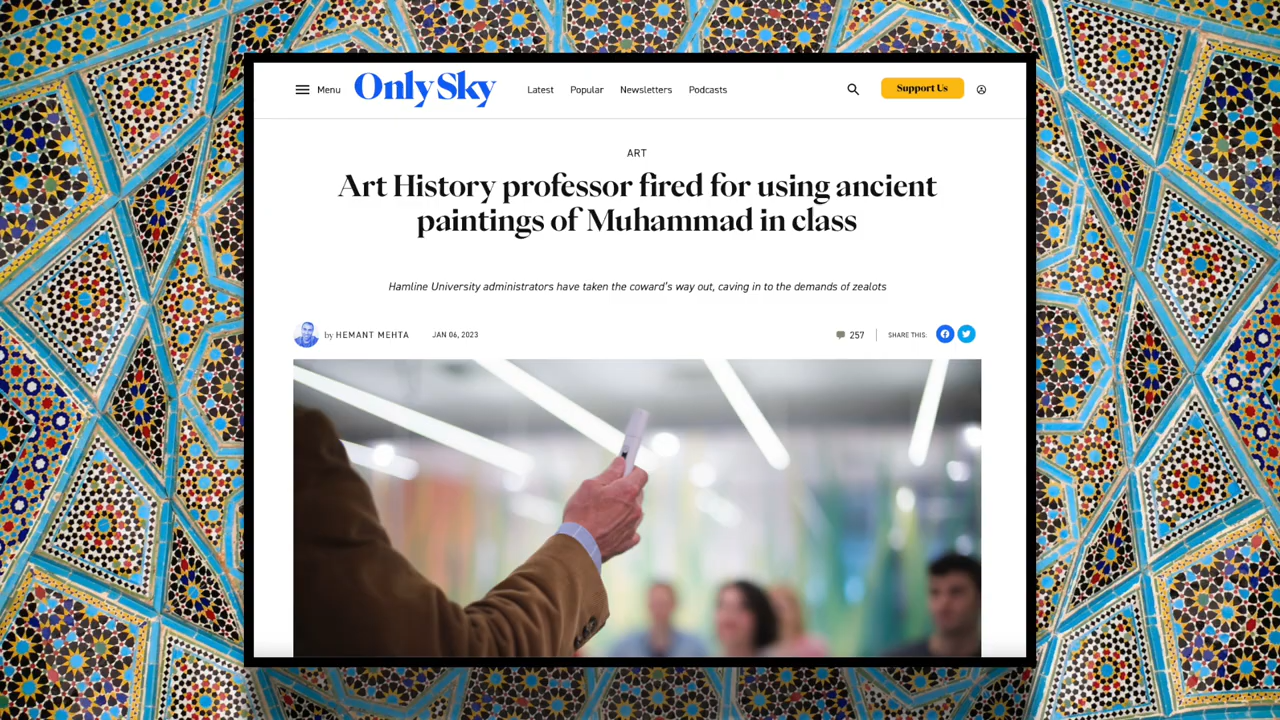 Menu
Only Sky
Latest
Popular
Newsletters
Podcasts
Support Us
ART
Art History professor fired for using ancient
paintings of Muhammad in class
Hamline University administrators have taken the coward's way out, caving in to the demands of zealots
by HEMANT MEHTA
JAN 06, 2023
257
SHARE THIS: